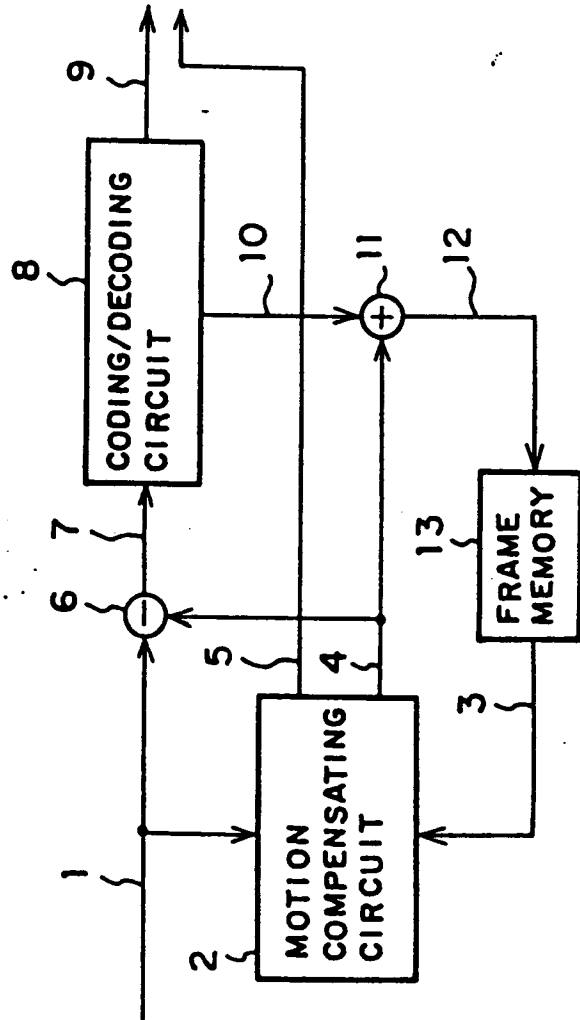 1
2
MOTION
COMPENSATING
CIRCUIT
3
4
5
6
7
8
CODING/DECODING
CIRCUIT
9
10
11
12
13
FRAME
MEMORY
−
+